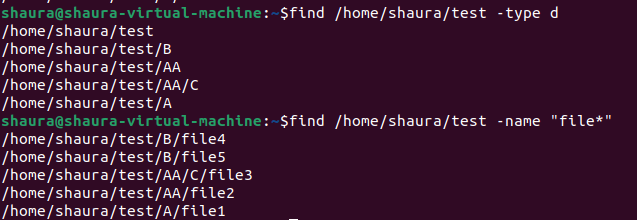 shaura@shaura-virtual-machine:~$find /home/shaura/test -type d
/home/shaura/test
/home/shaura/test/B
/home/shaura/test/AA
/home/shaura/test/AA/C
/home/shaura/test/A
shaura@shaura-virtual-machine:~$find /home/shaura/test -name "file*"
/home/shaura/test/B/file4
/home/shaura/test/B/file5
/home/shaura/test/AA/C/file3
/home/shaura/test/AA/file2
/home/shaura/test/A/file1